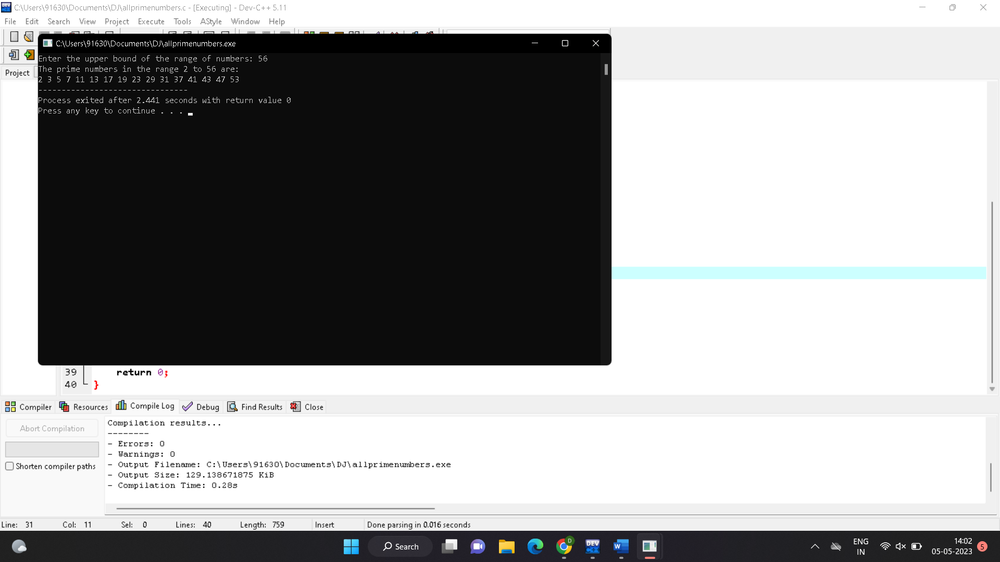 C:\Users\91630\Documents\DJ\allprimenumbers.c - [Executing] - Dev-C++ 5.11
File Edit Search View Project Execute Tools AStyle Window Help
C:\Users\91630\Documents\DJ\allprimenumbers.exe
Project
Enter the upper bound of the range of numbers: 56
The prime numbers in the range 2 to 56 are:
2 3 5 7 11 13 17 19 23 29 31 37 41 43 47 53
--------------------------------
Process exited after 2.441 seconds with return value 0
Press any key to continue . . .
39 return 0;
40 }
Compiler Resources Compile Log Debug Find Results Close
Abort Compilation
Shorten compiler paths
Compilation results...
--------
- Errors: 0
- Warnings: 0
- Output Filename: C:\Users\91630\Documents\DJ\allprimenumbers.exe
- Output Size: 129.138671875 KiB
- Compilation Time: 0.28s
Line: 31 Col: 11 Sel: 0 Lines: 40 Length: 759 Insert Done parsing in 0.016 seconds
Search
D
DEV
C++
W
ENG
IN
14:02
05-05-2023
5